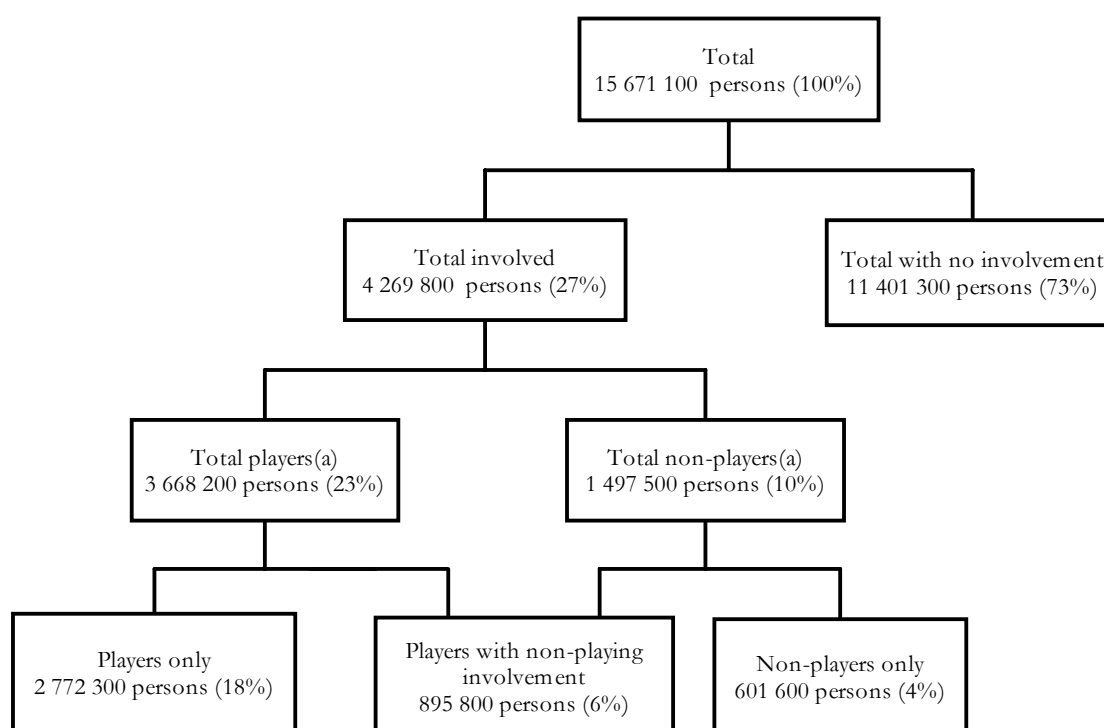 Total
15 671 100 persons (100%)
Total involved
4 269 800 persons (27%)
Total with no involvement
11 401 300 persons (73%)
Total players(a)
3 668 200 persons (23%)
Total non-players(a)
1 497 500 persons (10%)
Players only
2 772 300 persons (18%)
Players with non-playing
involvement
895 800 persons (6%)
Non-players only
601 600 persons (4%)